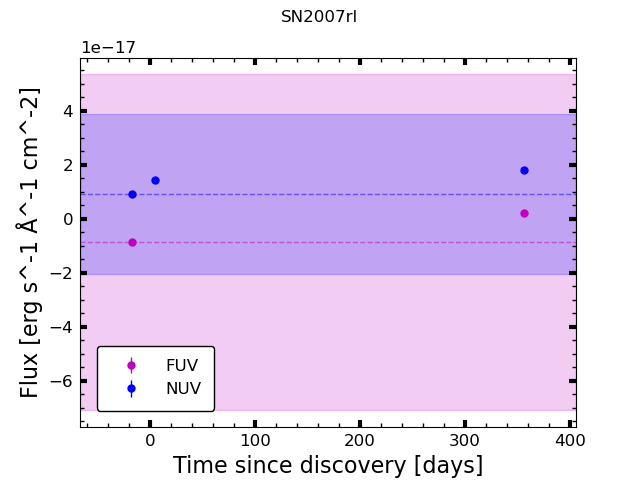 SN2007rl
1e−17
Flux [erg s^-1 Å^-1 cm^-2]
4
2
0
−2
−4
−6
FUV
NUV
0 100 200 300 400
Time since discovery [days]